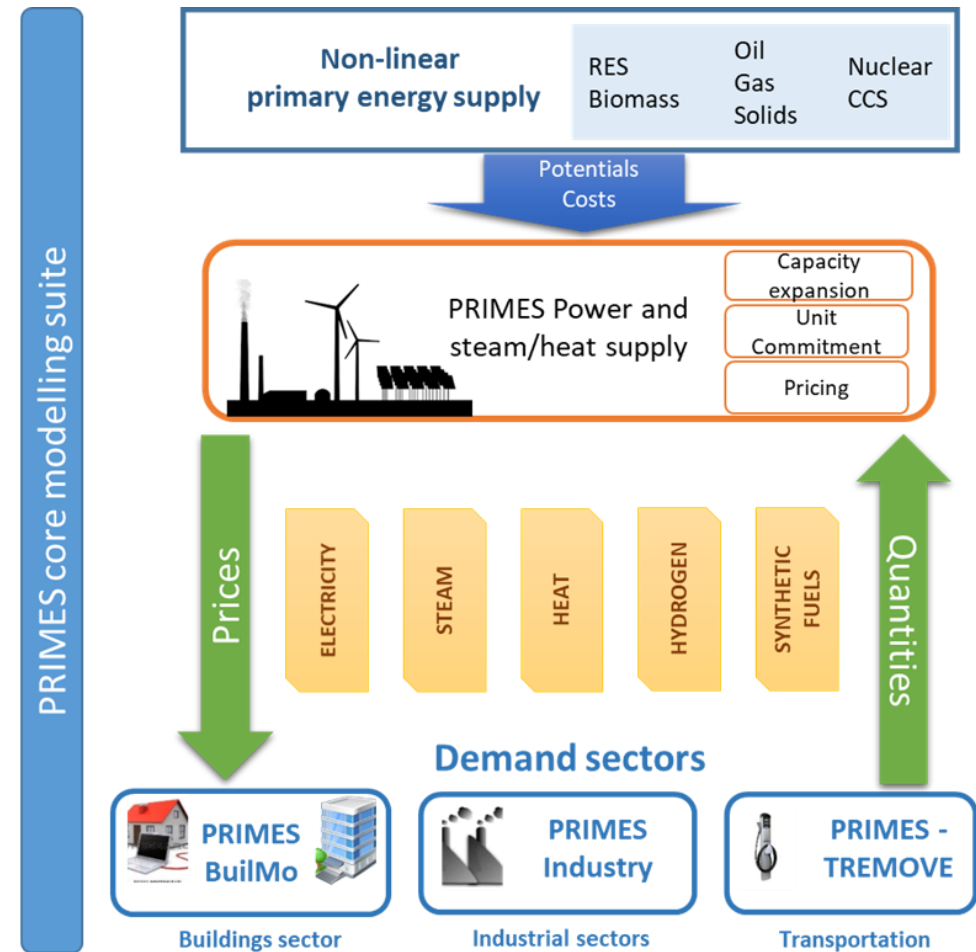 PRIMES core modelling suite
Non-linear
primary energy supply
RES
Biomass
Oil
Gas
Solids
Nuclear
CCS
Potentials
Costs
PRIMES Power and
steam/heat supply
Capacity
expansion
Unit
Commitment
Pricing
Prices
ELECTRICITY
STEAM
HEAT
HYDROGEN
SYNTHETIC
FUELS
Quantities
Demand sectors
PRIMES
BuilMo
PRIMES
Industry
PRIMES -
TREMOVE
Buildings sector
Industrial sectors
Transportation